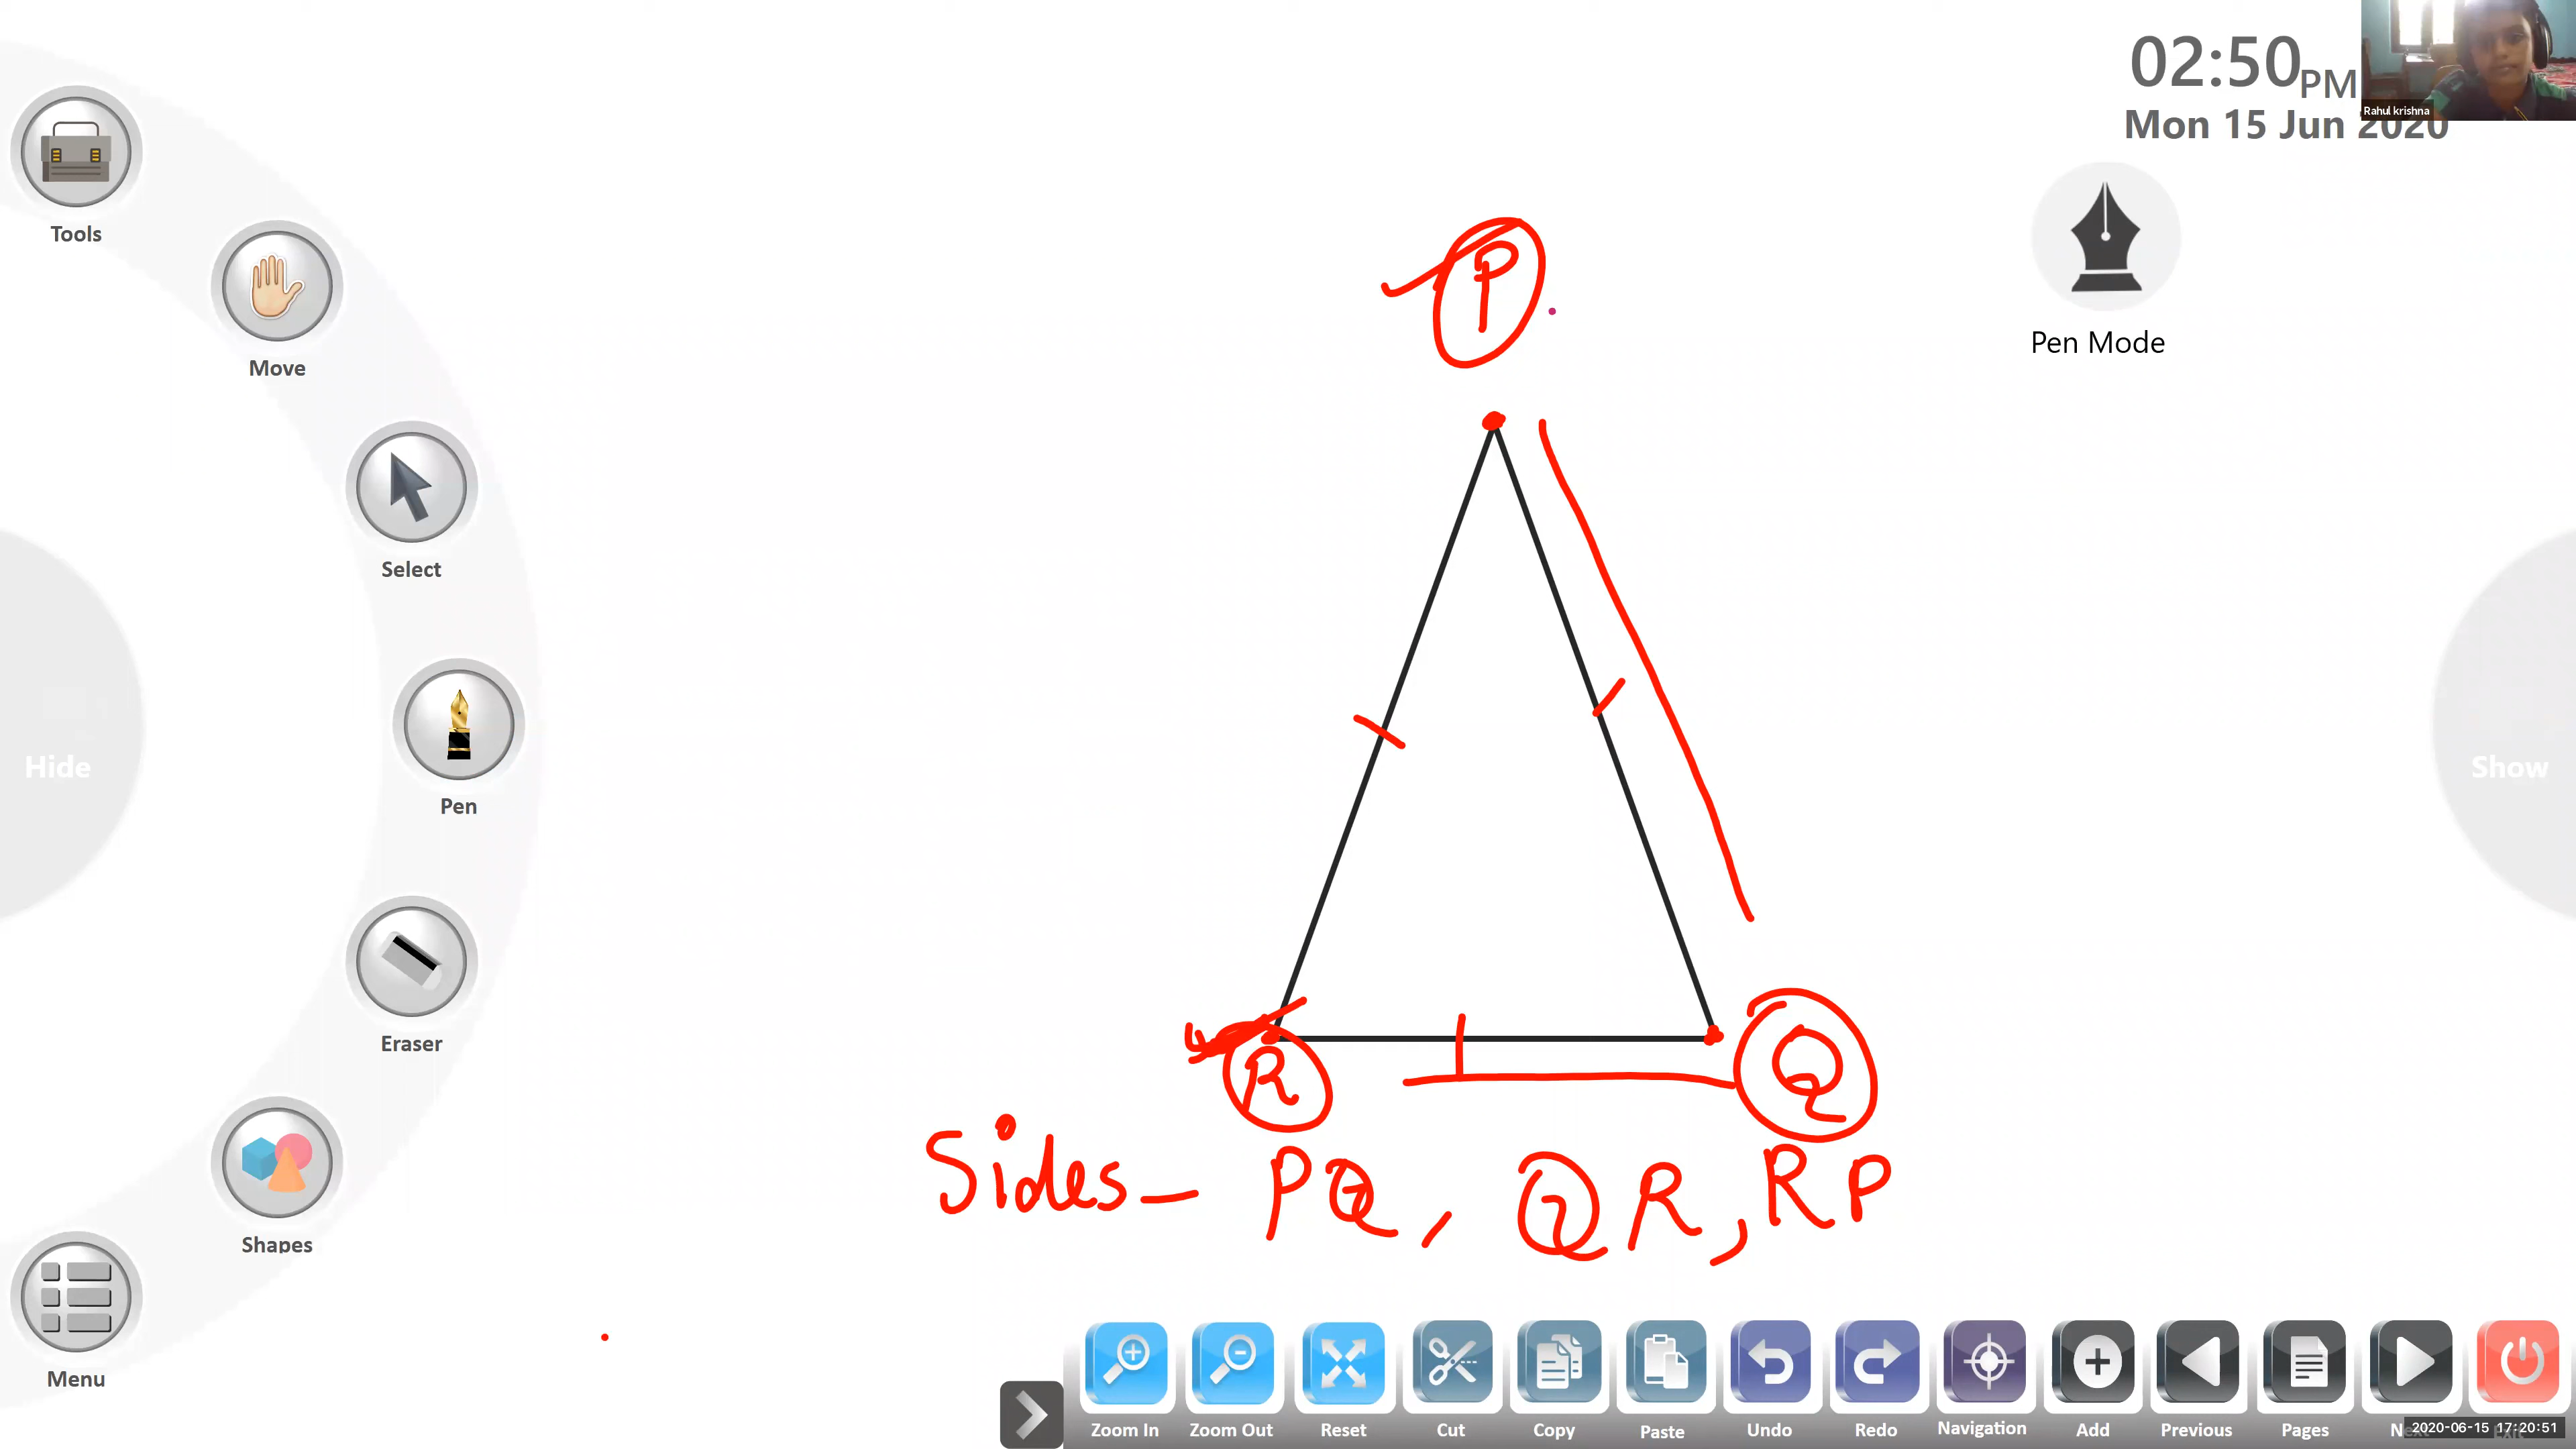 02:50PM
Rahul krishna
Mon 15 Jun 2020
Tools
Move
Pen Mode
P
Select
Hide
Show
Pen
Eraser
R
Q
Sides - PQ, QR, RP
Shapes
Menu
Zoom In Zoom Out Reset Cut Copy Paste Undo Redo Navigation Add Previous Pages
2020-06-15 17:20:51